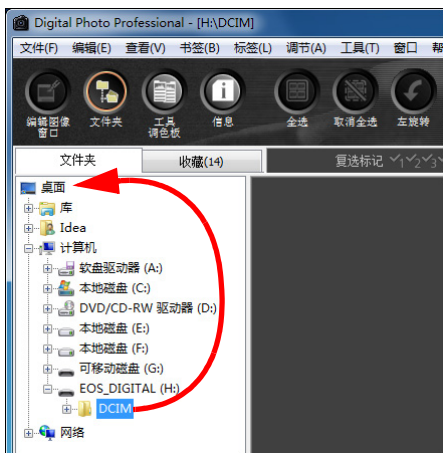 Digital Photo Professional - [H:\DCIM]
文件(F) 编辑(E) 查看(V) 书签(B) 标签(L) 调节(A) 工具(T) 窗口 帮
编辑图像窗口 文件夹 工具调色板 信息 全选 取消全选 左旋转
文件夹 收藏(14) 复选标记 1 2 3
桌面
库
Idea
计算机
软盘驱动器 (A:)
本地磁盘 (C:)
DVD/CD-RW 驱动器 (D:)
本地磁盘 (E:)
本地磁盘 (F:)
可移动磁盘 (G:)
EOS_DIGITAL (H:)
DCIM
网络